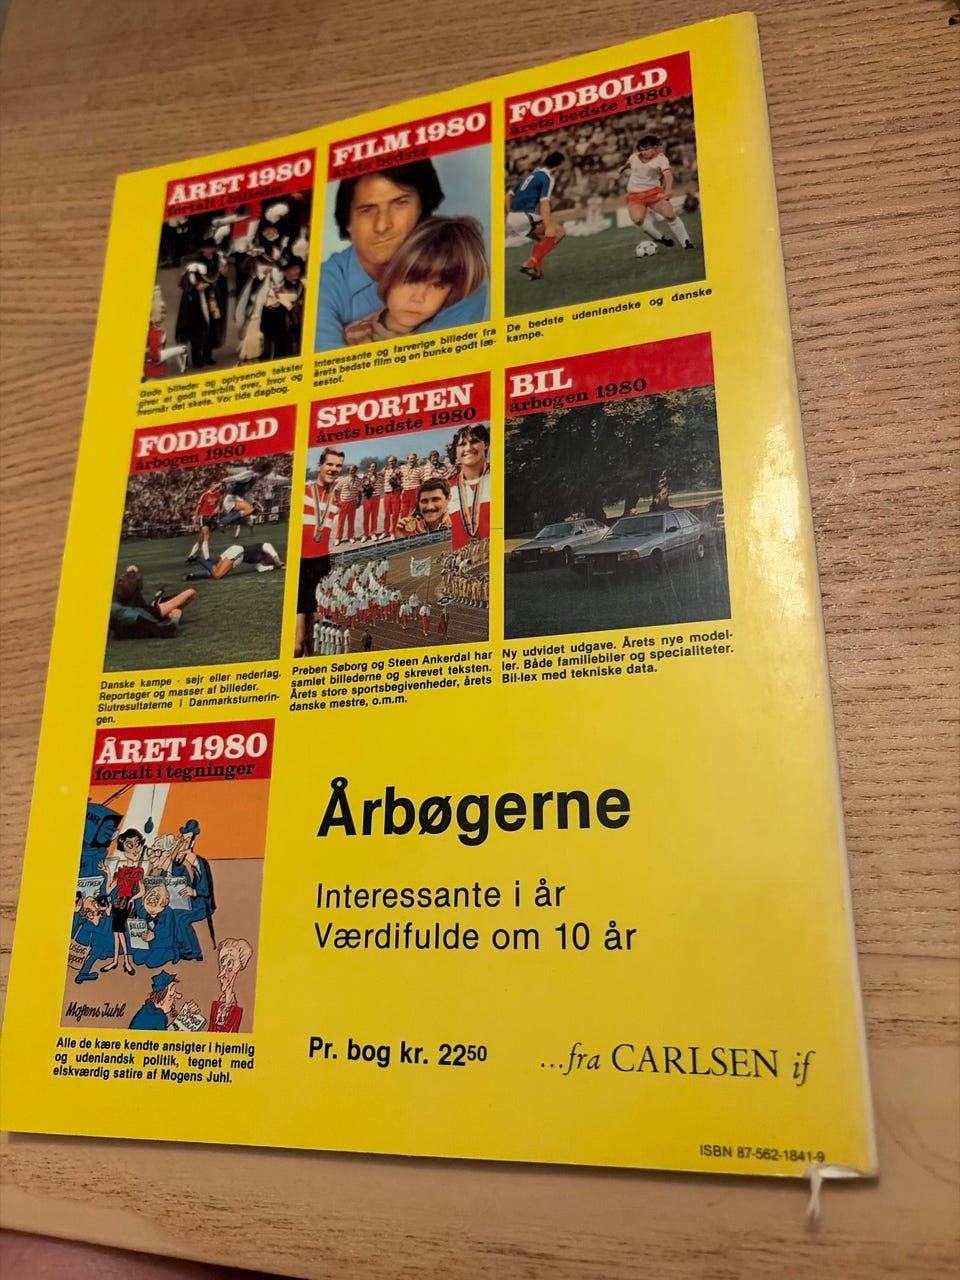 ÅRET 1980
fortalt i billeder
Gode billeder og oplysende tekster
giver et godt overblik over, hvor og
hvornår det skete. Vor tids dagbog.
FILM 1980
årets bedste
Interessante og farverige billeder fra
årets bedste film og en bunke godt læ-
sestof.
FODBOLD
årets bedste 1980
De bedste udenlandske og danske
kampe.
FODBOLD
årbogen 1980
Danske kampe - sejr eller nederlag.
Reportager og masser af billeder.
Slutresultaterne i Danmarksturnerin-
gen.
SPORTEN
årets bedste 1980
Preben Søborg og Steen Ankerdal har
samlet billederne og skrevet teksten.
Årets store sportsbegivenheder, årets
danske mestre, o.m.m.
BIL
årbogen 1980
Ny udvidet udgave. Årets nye model-
ler. Både familiebiler og specialiteter.
Bil-lex med tekniske data.
ÅRET 1980
fortalt i tegninger
POLITIKEN
BILLED
BLADET
Mogens Juhl
Alle de kære kendte ansigter i hjemlig
og udenlandsk politik, tegnet med
elskværdig satire af Mogens Juhl.
Årbøgerne
Interessante i år
Værdifulde om 10 år
Pr. bog kr. 2250
...fra CARLSEN if
ISBN 87-562-1841-9